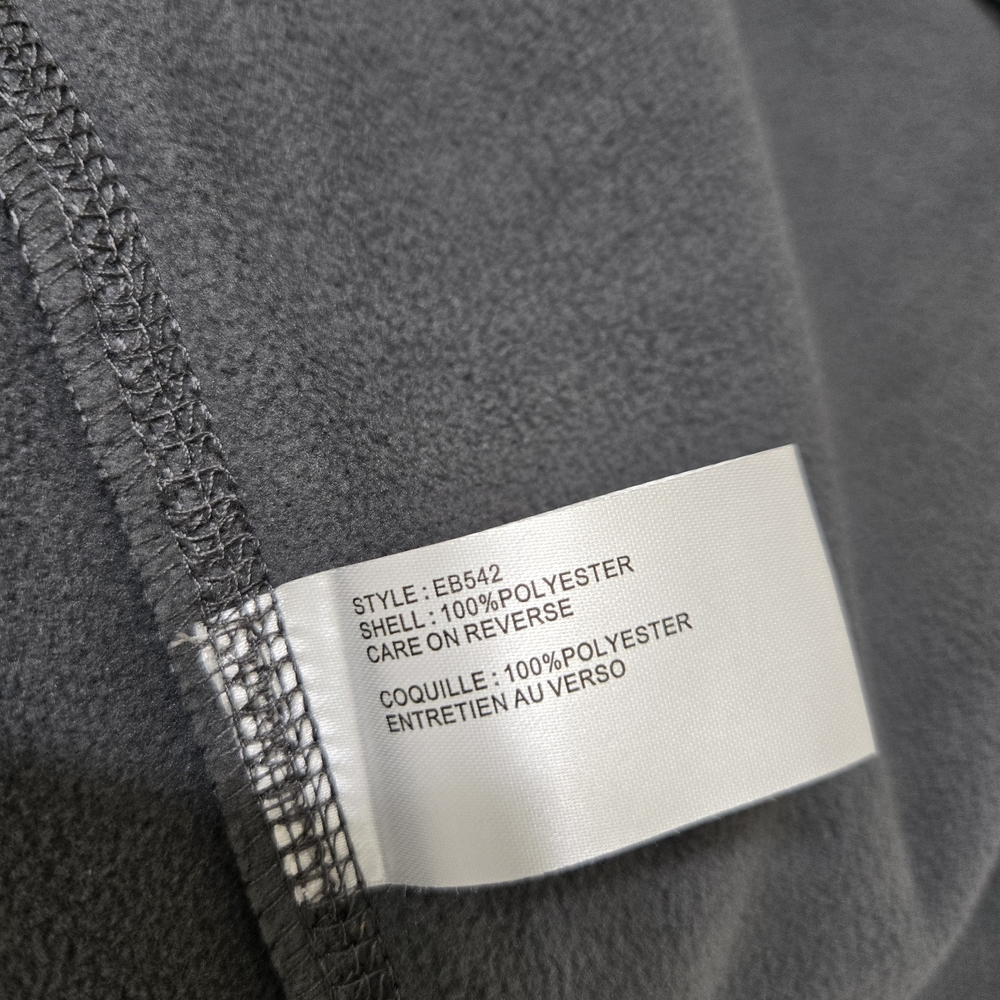 STYLE : EB542
SHELL : 100%POLYESTER
CARE ON REVERSE
COQUILLE : 100%POLYESTER
ENTRETIEN AU VERSO